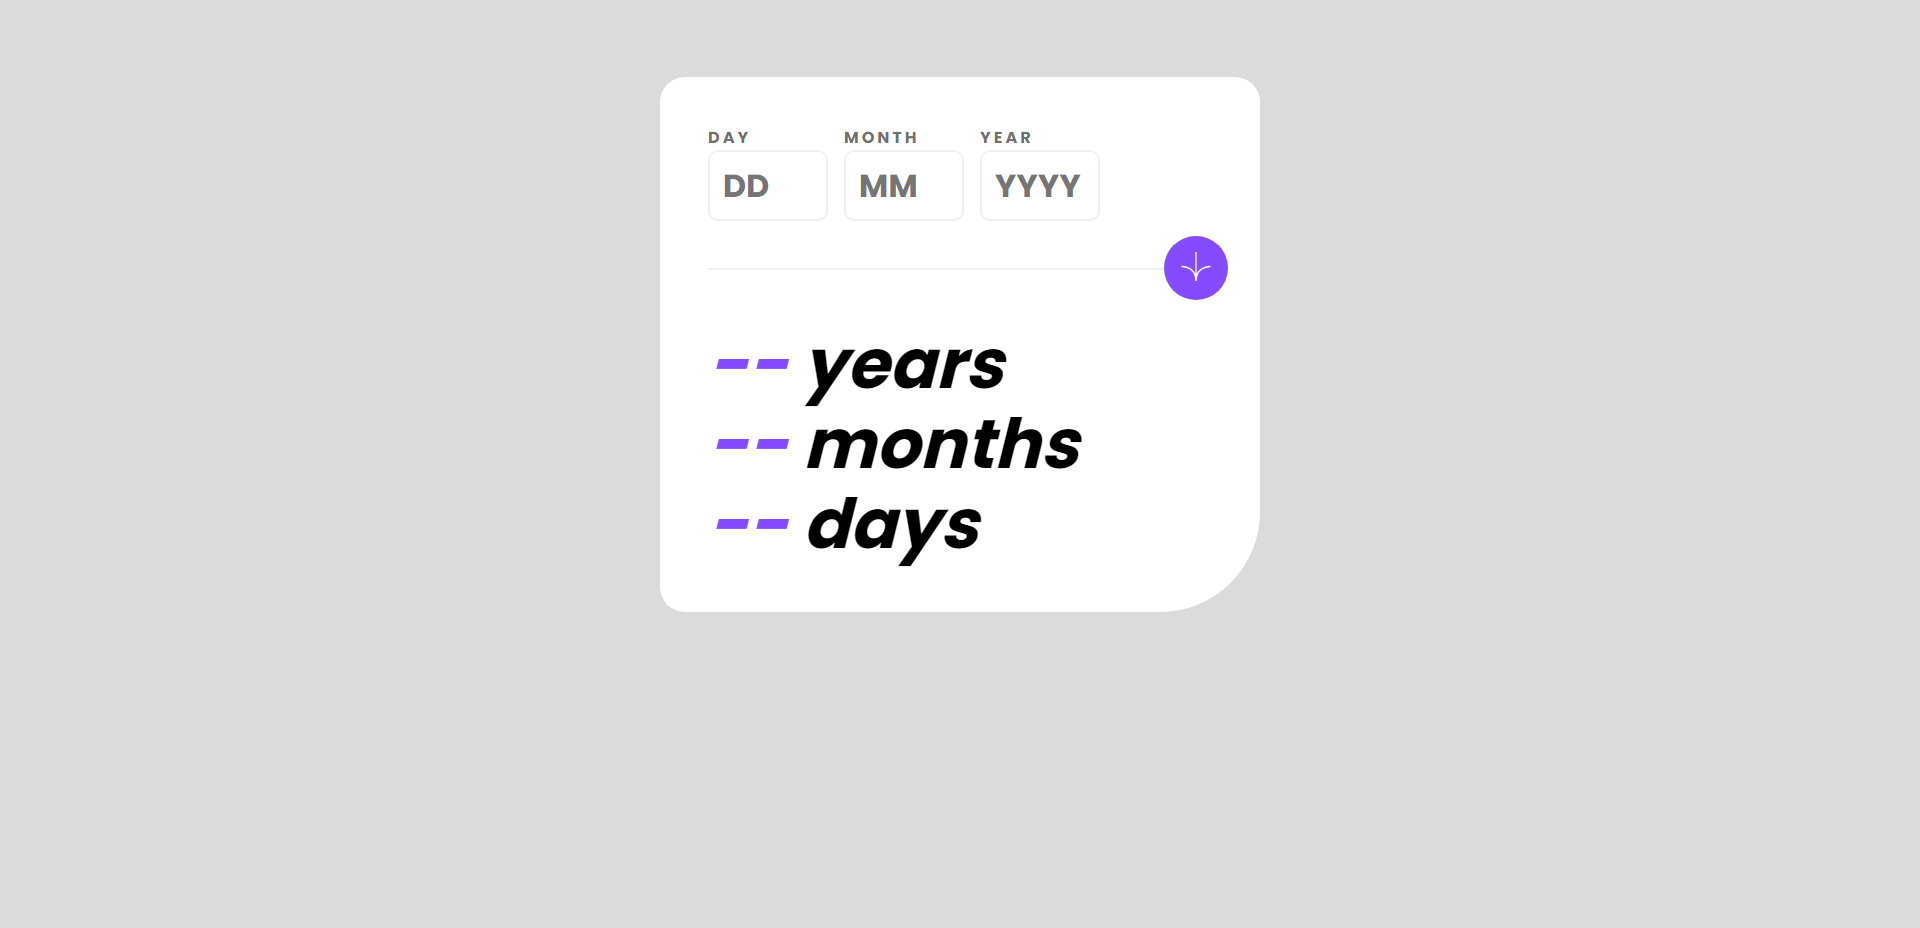 DAY MONTH YEAR
DD MM YYYY
-- years
-- months
-- days